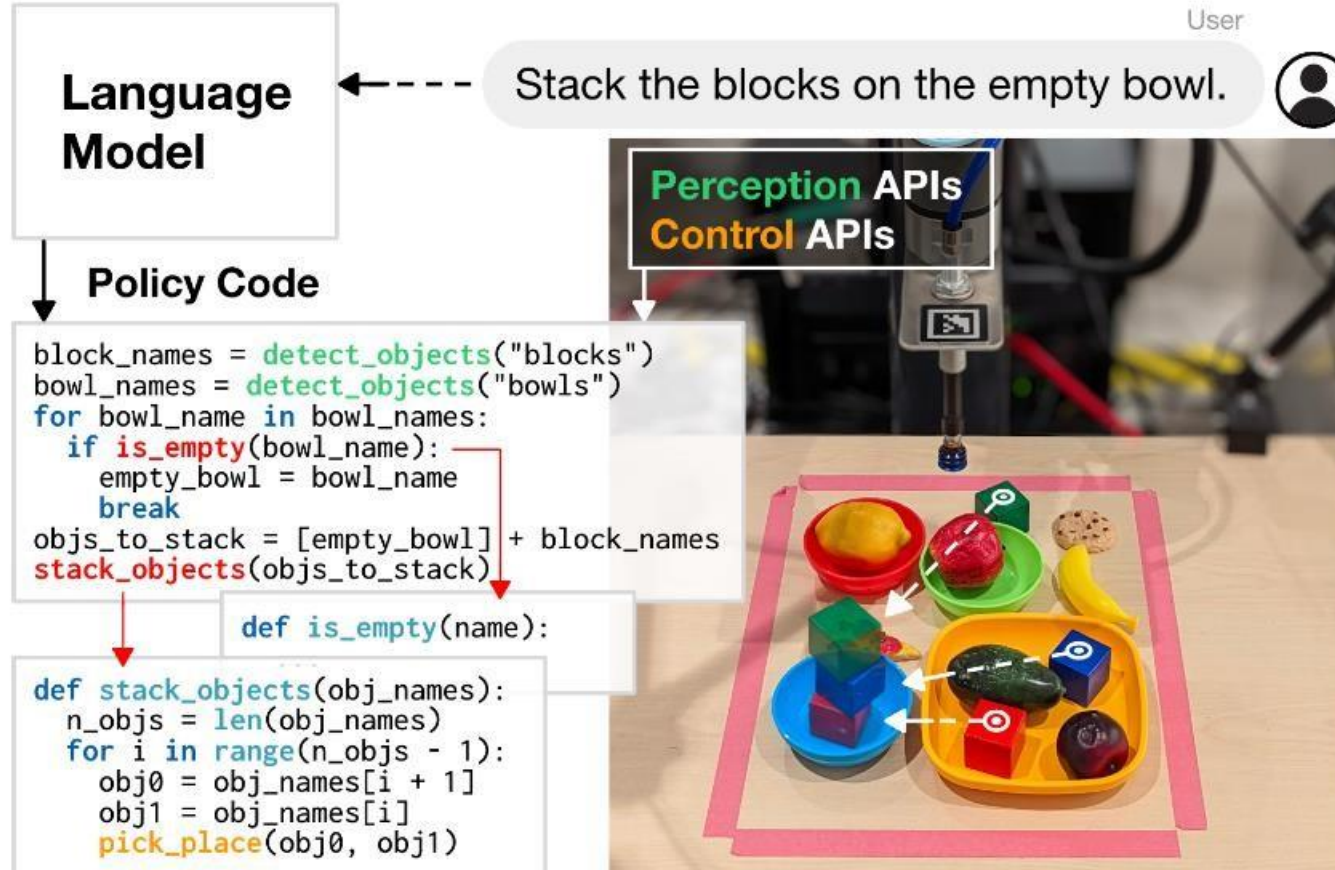 User
Stack the blocks on the empty bowl.
Language
Model
Perception APIs
Control APIs
Policy Code
block_names = detect_objects("blocks")
bowl_names = detect_objects("bowls")
for bowl_name in bowl_names:
  if is_empty(bowl_name):
    empty_bowl = bowl_name
    break
objs_to_stack = [empty_bowl] + block_names
stack_objects(objs_to_stack)
def is_empty(name):
...
def stack_objects(obj_names):
  n_objs = len(obj_names)
  for i in range(n_objs - 1):
    obj0 = obj_names[i + 1]
    obj1 = obj_names[i]
    pick_place(obj0, obj1)